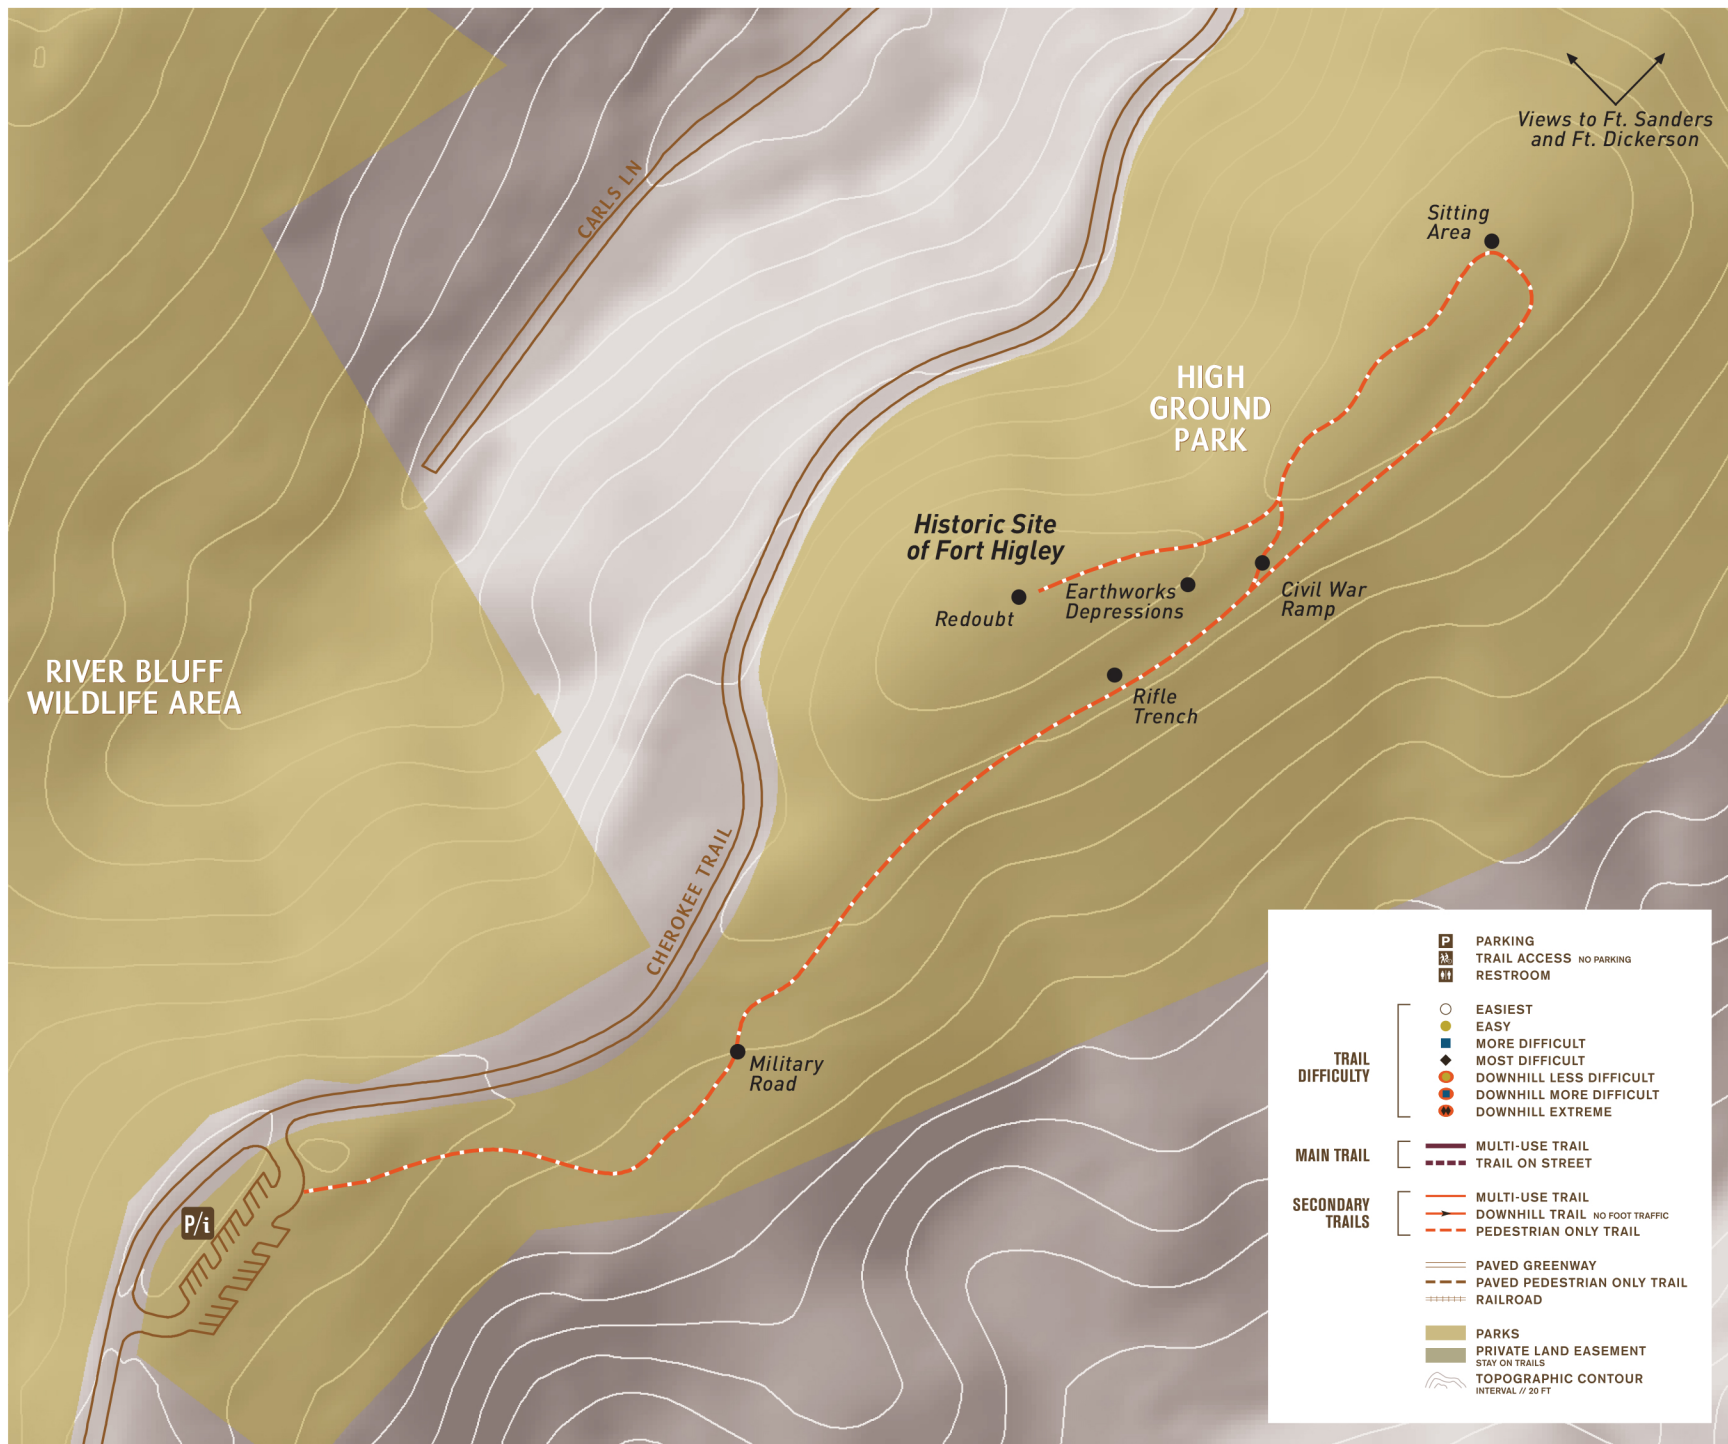 Views to Ft. Sanders
and Ft. Dickerson
CARLS LN
Sitting
Area
HIGH
GROUND
PARK
Historic Site
of Fort Higley
Redoubt
Earthworks
Depressions
Civil War
Ramp
Rifle
Trench
RIVER BLUFF
WILDLIFE AREA
CHEROKEE TRAIL
Military
Road
P/i
P
PARKING
TRAIL ACCESS NO PARKING
RESTROOM
TRAIL
DIFFICULTY
EASIEST
EASY
MORE DIFFICULT
MOST DIFFICULT
DOWNHILL LESS DIFFICULT
DOWNHILL MORE DIFFICULT
DOWNHILL EXTREME
MAIN TRAIL
MULTI-USE TRAIL
TRAIL ON STREET
SECONDARY
TRAILS
MULTI-USE TRAIL
DOWNHILL TRAIL NO FOOT TRAFFIC
PEDESTRIAN ONLY TRAIL
PAVED GREENWAY
PAVED PEDESTRIAN ONLY TRAIL
RAILROAD
PARKS
PRIVATE LAND EASEMENT
STAY ON TRAILS
TOPOGRAPHIC CONTOUR
INTERVAL // 20 FT